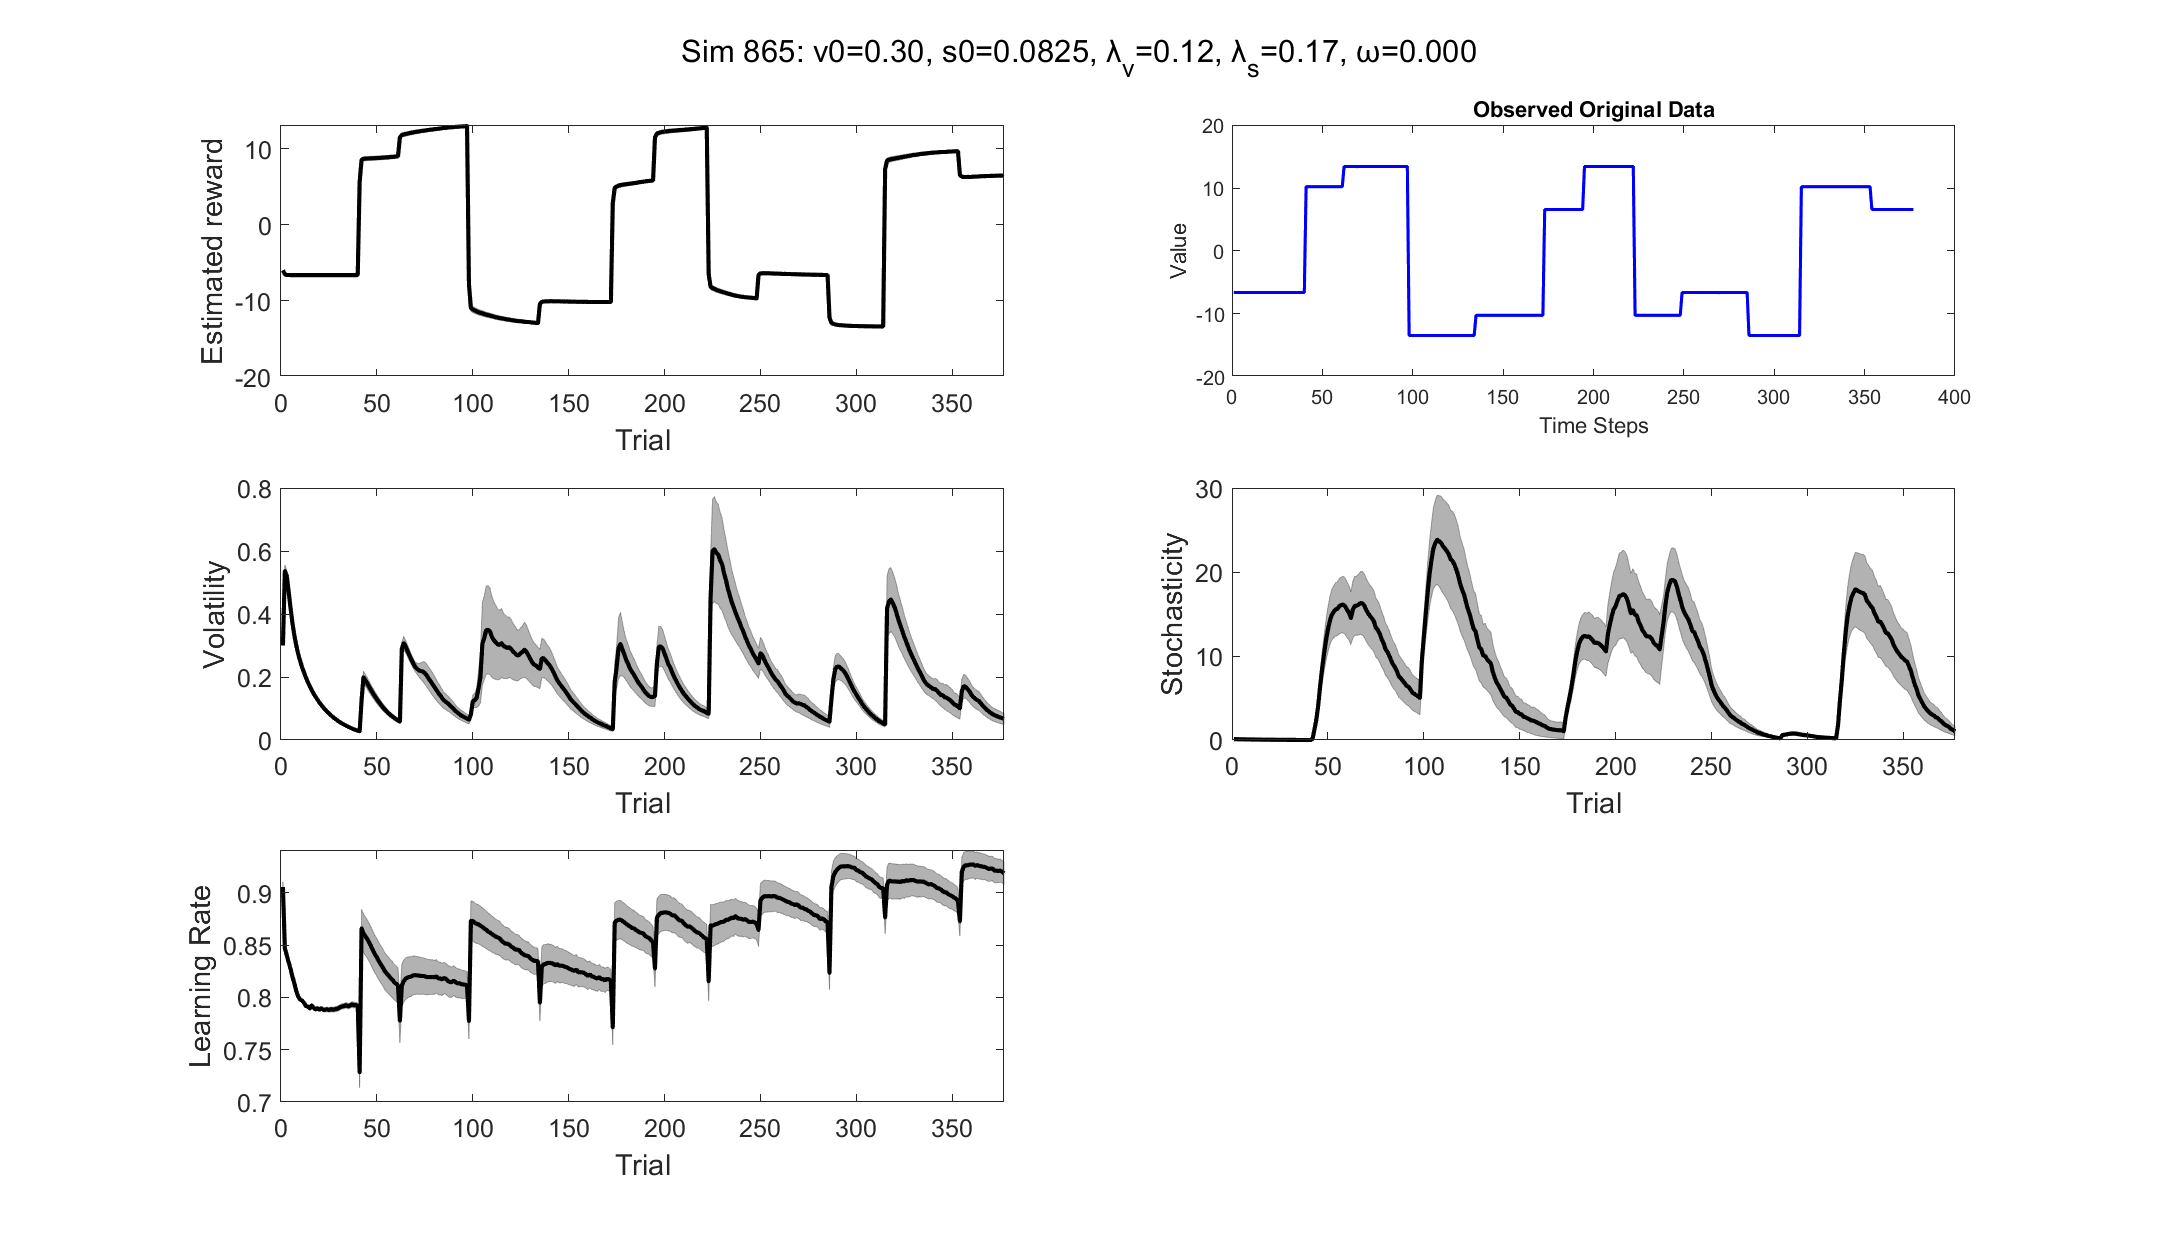 Sim 865: v0=0.30, s0=0.0825, λv=0.12, λs=0.17, ω=0.000
Estimated reward
10
0
-10
-20
0 50 100 150 200 250 300 350
Trial
Observed Original Data
Value
20
10
0
-10
-20
0 50 100 150 200 250 300 350 400
Time Steps
Volatility
0.8
0.6
0.4
0.2
0
0 50 100 150 200 250 300 350
Trial
Stochasticity
30
20
10
0
0 50 100 150 200 250 300 350
Trial
Learning Rate
0.9
0.85
0.8
0.75
0.7
0 50 100 150 200 250 300 350
Trial